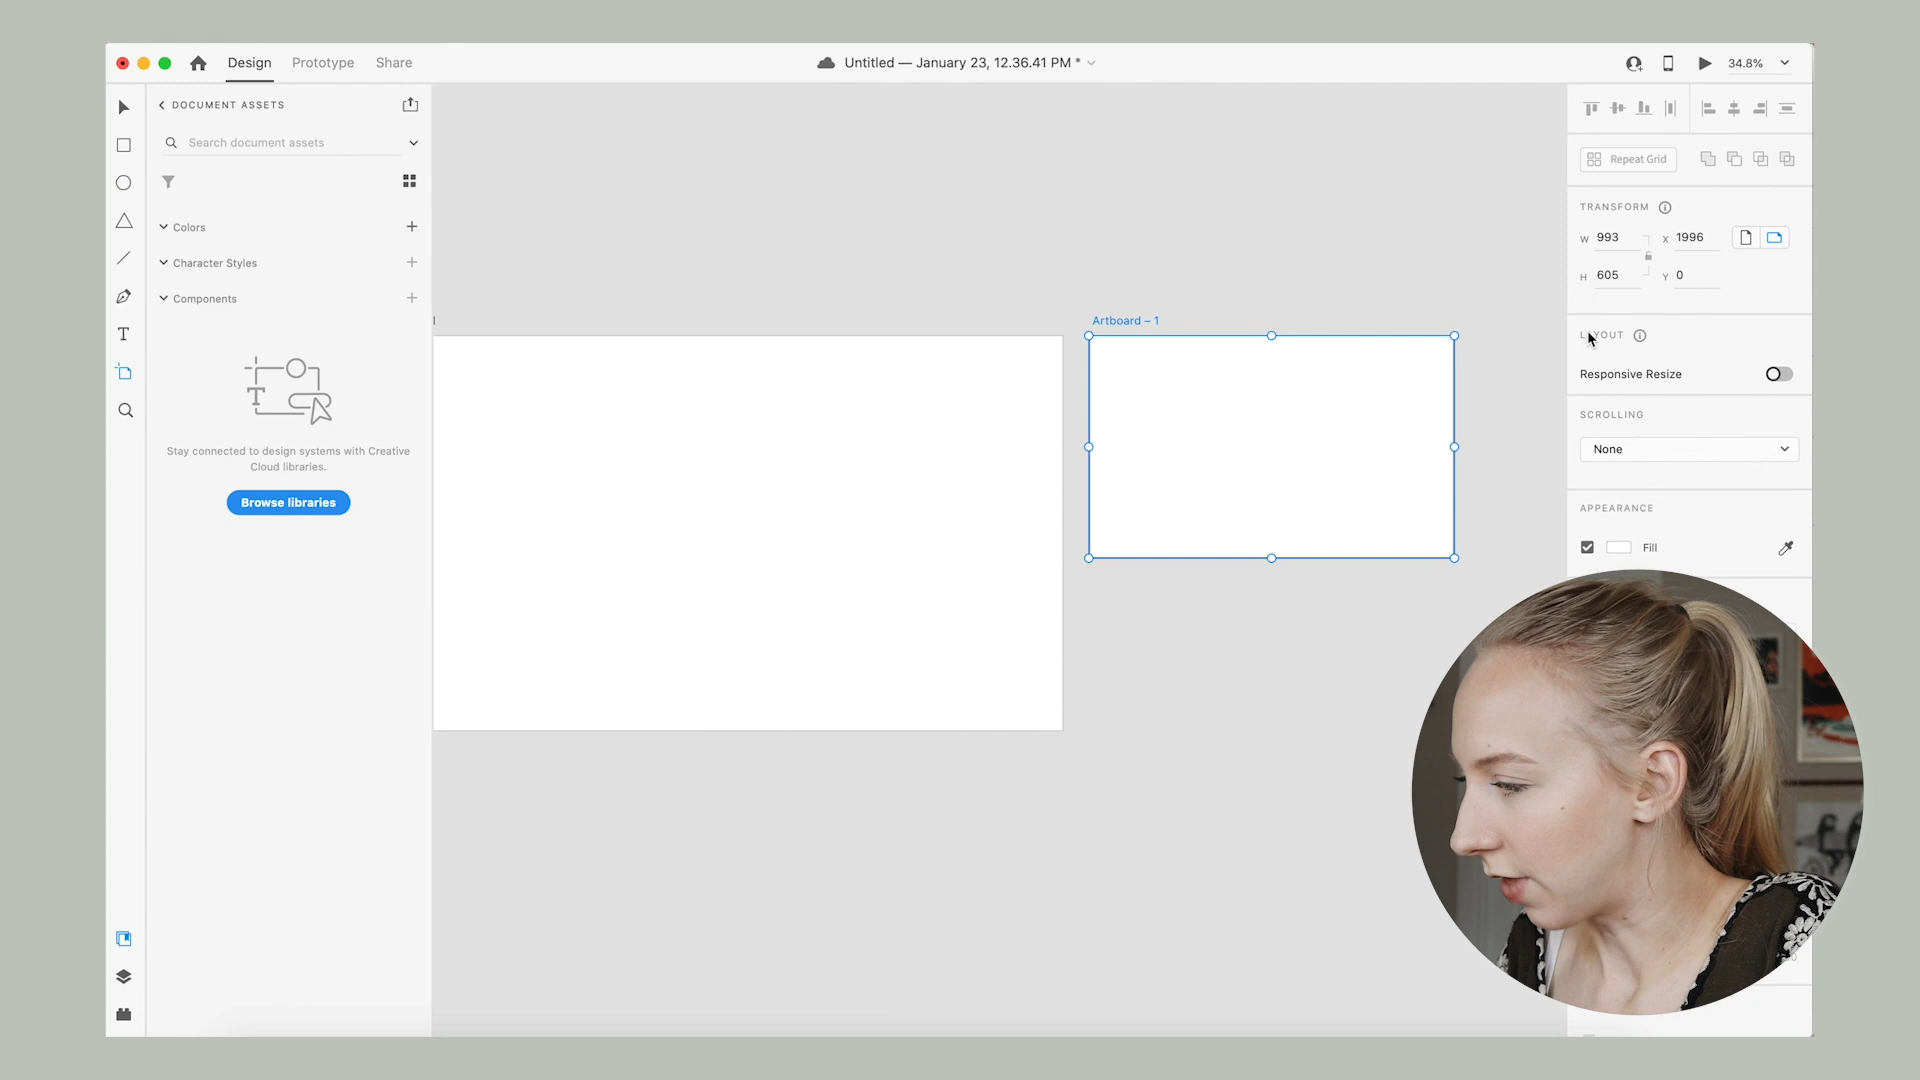 Design Prototype Share
Untitled — January 23, 12.36.41 PM *
34.8%
DOCUMENT ASSETS
Search document assets
Colors
Character Styles
Components
T
Stay connected to design systems with Creative
Cloud libraries.
Browse libraries
Artboard – 1
Repeat Grid
TRANSFORM
W 993 X 1996
H 605 Y 0
LAYOUT
Responsive Resize
SCROLLING
None
APPEARANCE
Fill